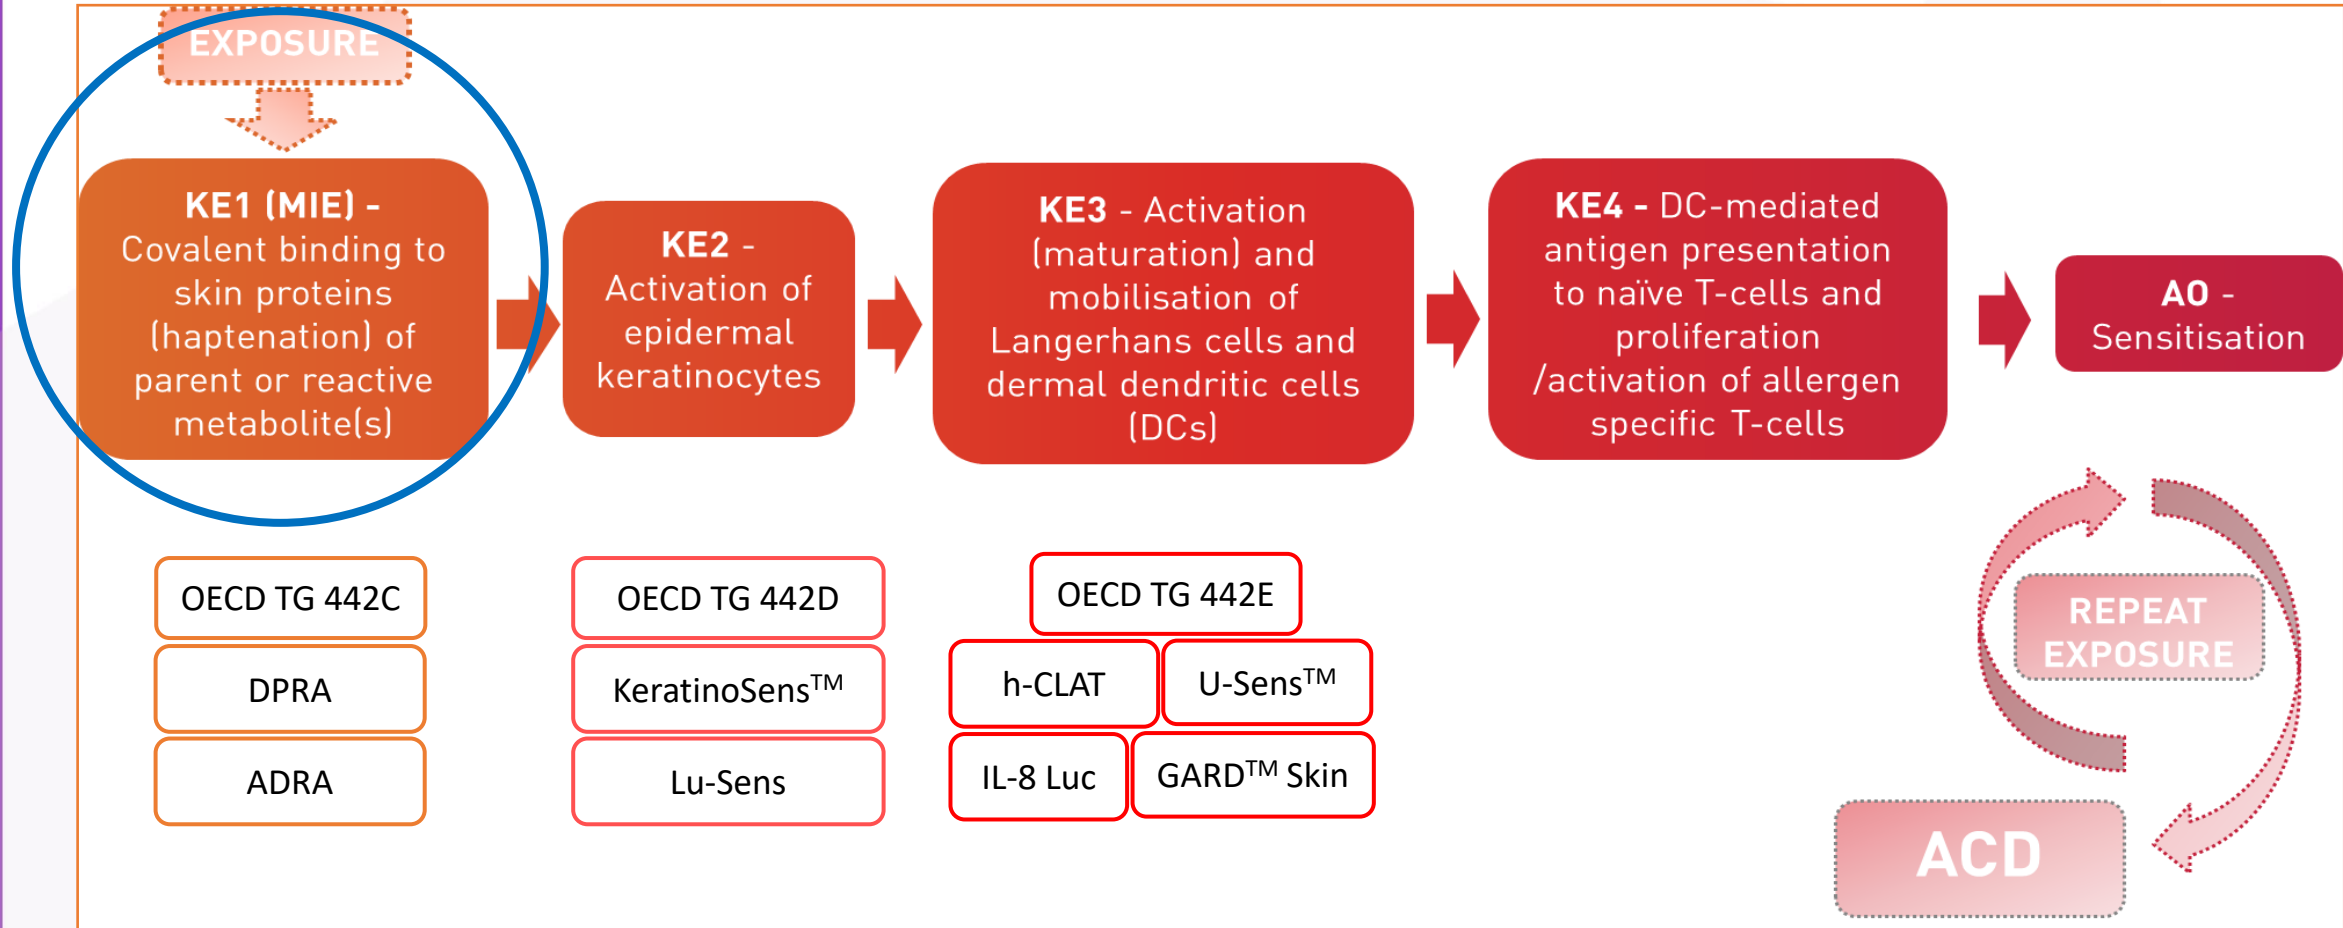 EXPOSURE
KE1 (MIE) -
Covalent binding to
skin proteins
(haptenation) of
parent or reactive
metabolite(s)
KE2 -
Activation of
epidermal
keratinocytes
KE3 - Activation
(maturation) and
mobilisation of
Langerhans cells and
dermal dendritic cells
(DCs)
KE4 - DC-mediated
antigen presentation
to naïve T-cells and
proliferation
/activation of allergen
specific T-cells
AO -
Sensitisation
OECD TG 442C
DPRA
ADRA
OECD TG 442D
KeratinoSens™
Lu-Sens
OECD TG 442E
h-CLAT
U-Sens™
IL-8 Luc
GARD™ Skin
REPEAT
EXPOSURE
ACD